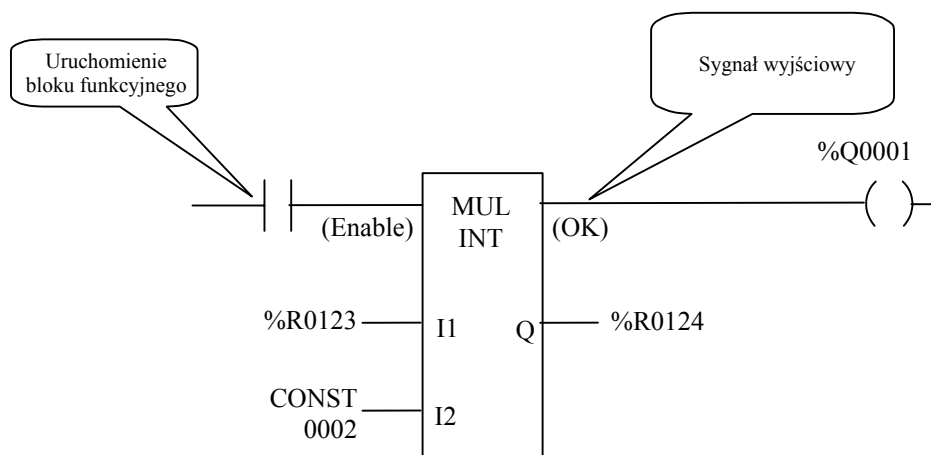 Uruchomienie
bloku funkcyjnego
Sygnał wyjściowy
%Q0001
(Enable)
MUL
INT
(OK)
%R0123
I1
Q
%R0124
CONST
0002
I2